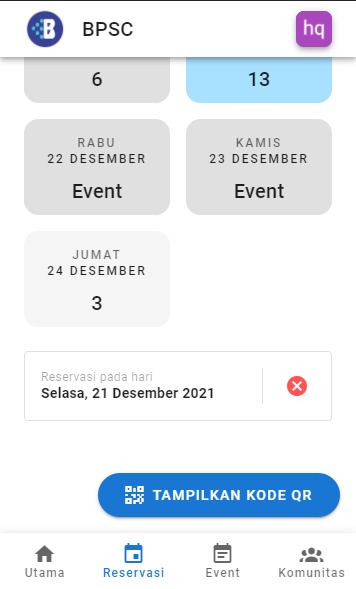 BPSC
hq
6
13
RABU
22 DESEMBER
Event
KAMIS
23 DESEMBER
Event
JUMAT
24 DESEMBER
3
Reservasi pada hari
Selasa, 21 Desember 2021
TAMPILKAN KODE QR
Utama
Reservasi
Event
Komunitas